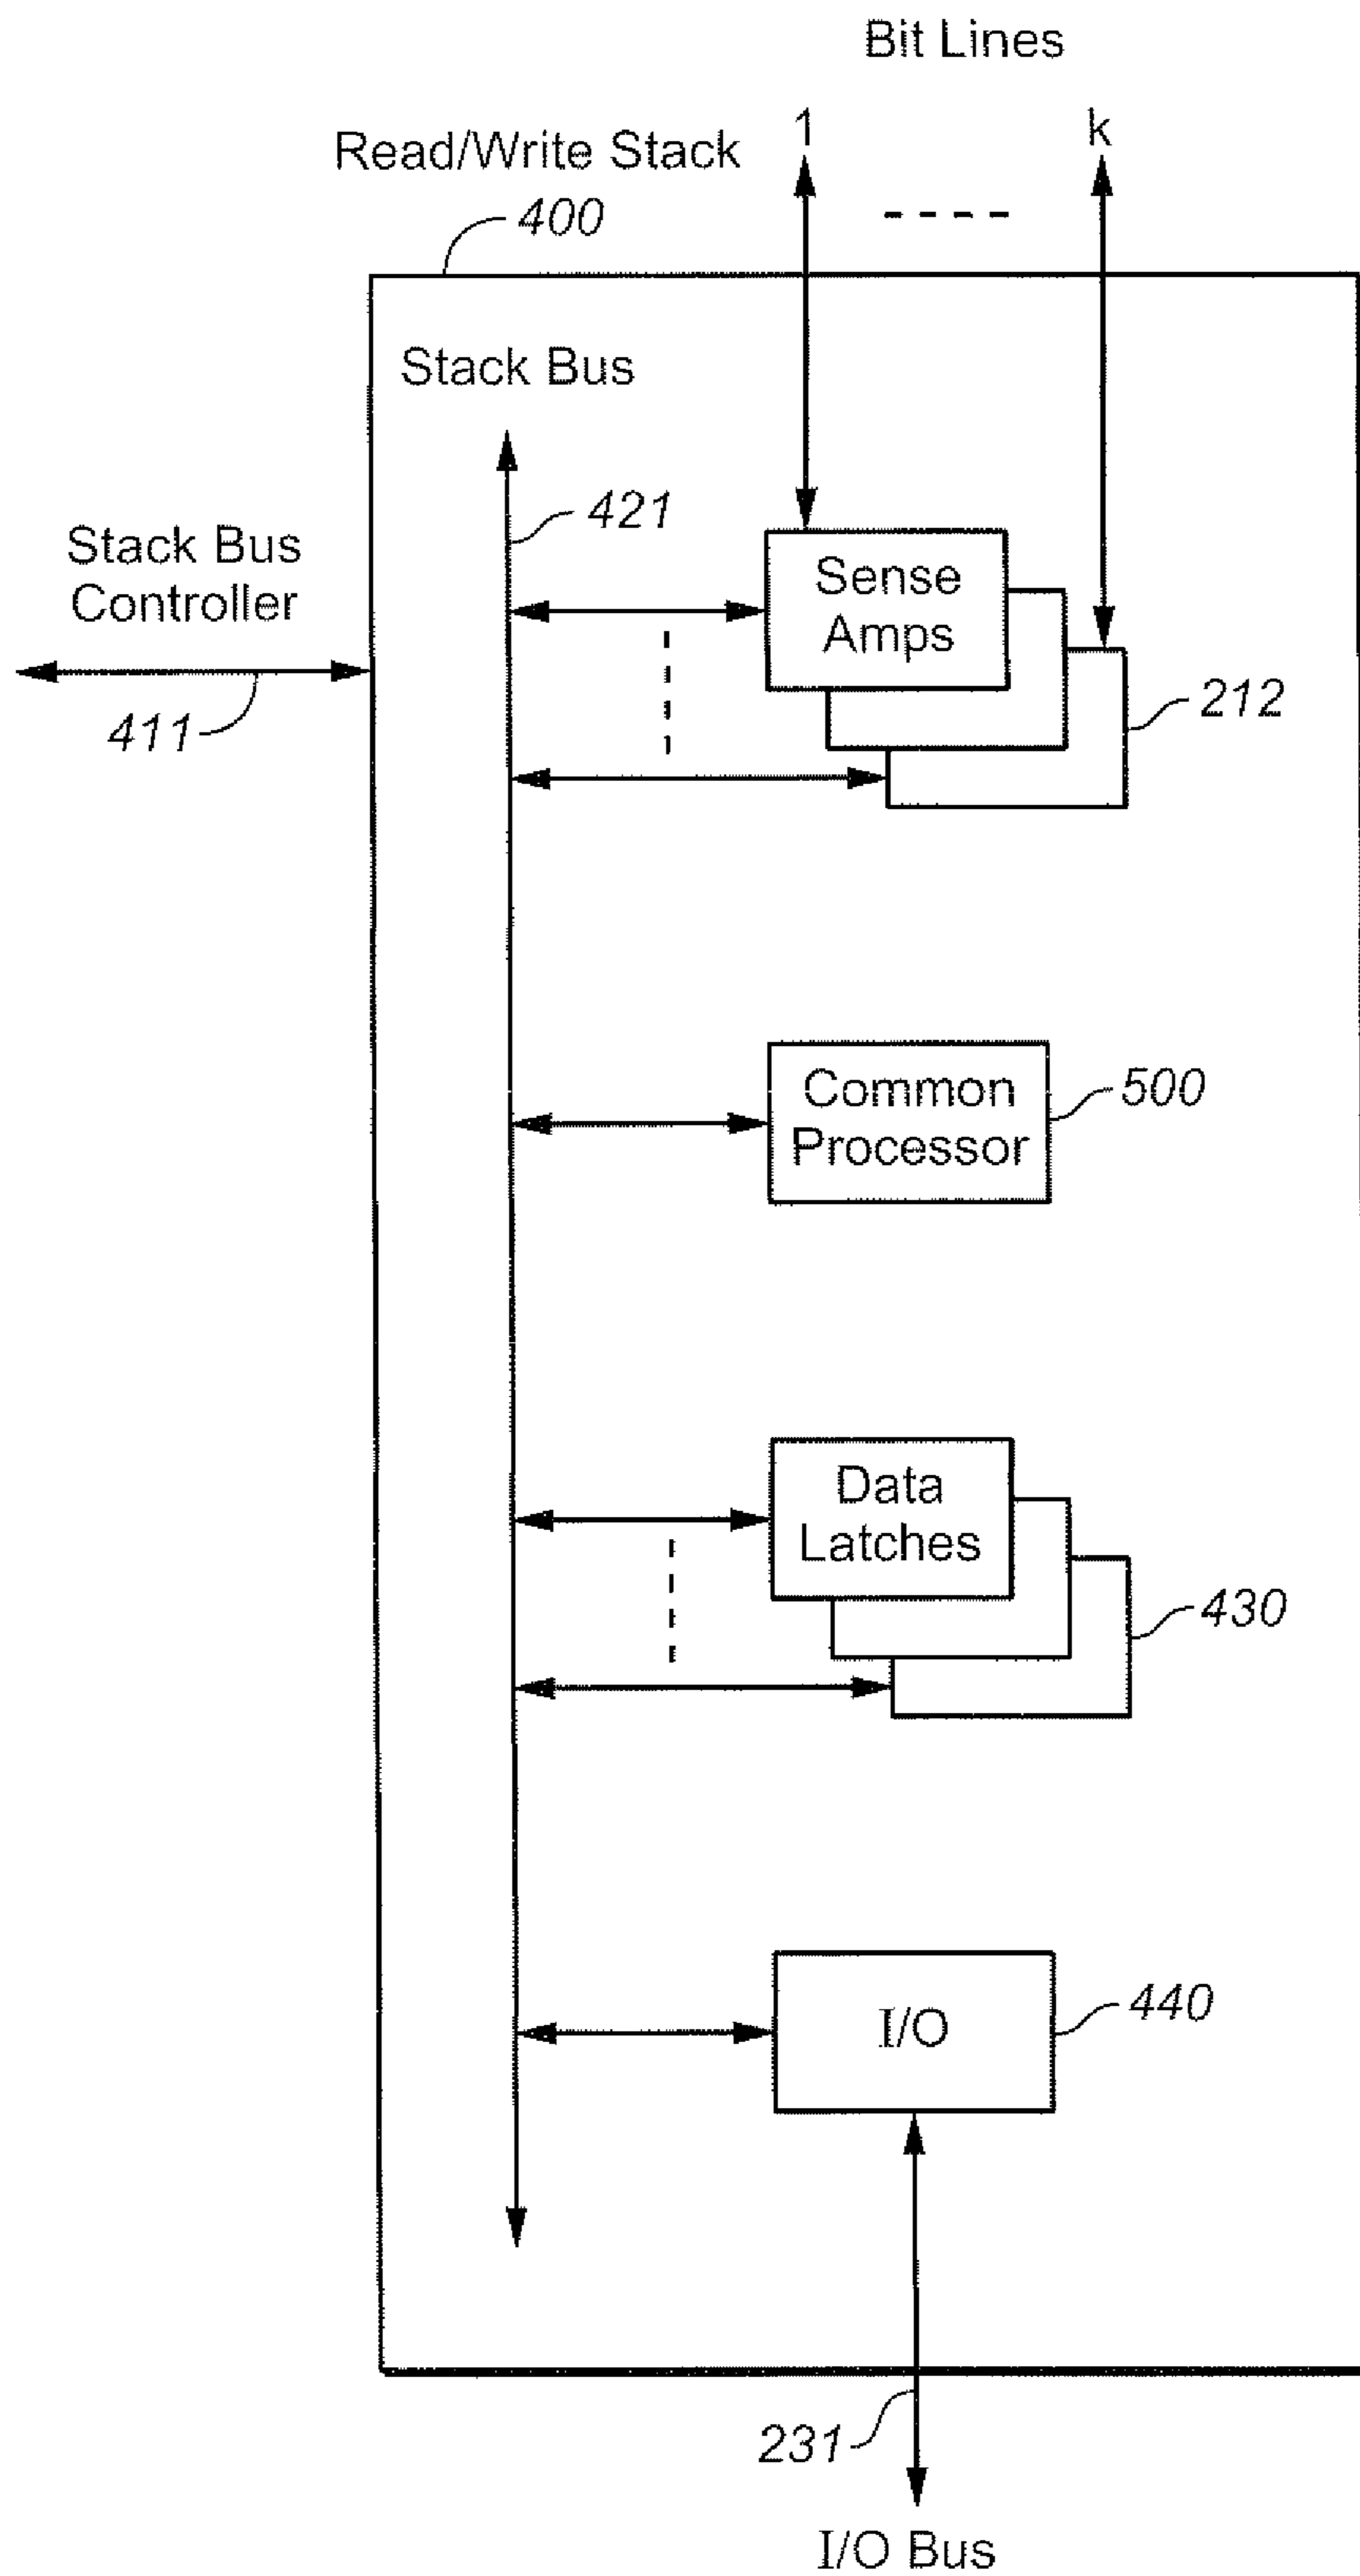 Bit Lines
1
k
Read/Write Stack
400
Stack Bus
421
Stack Bus
Controller
411
Sense
Amps
212
Common
Processor
500
Data
Latches
430
I/O
440
231
I/O Bus